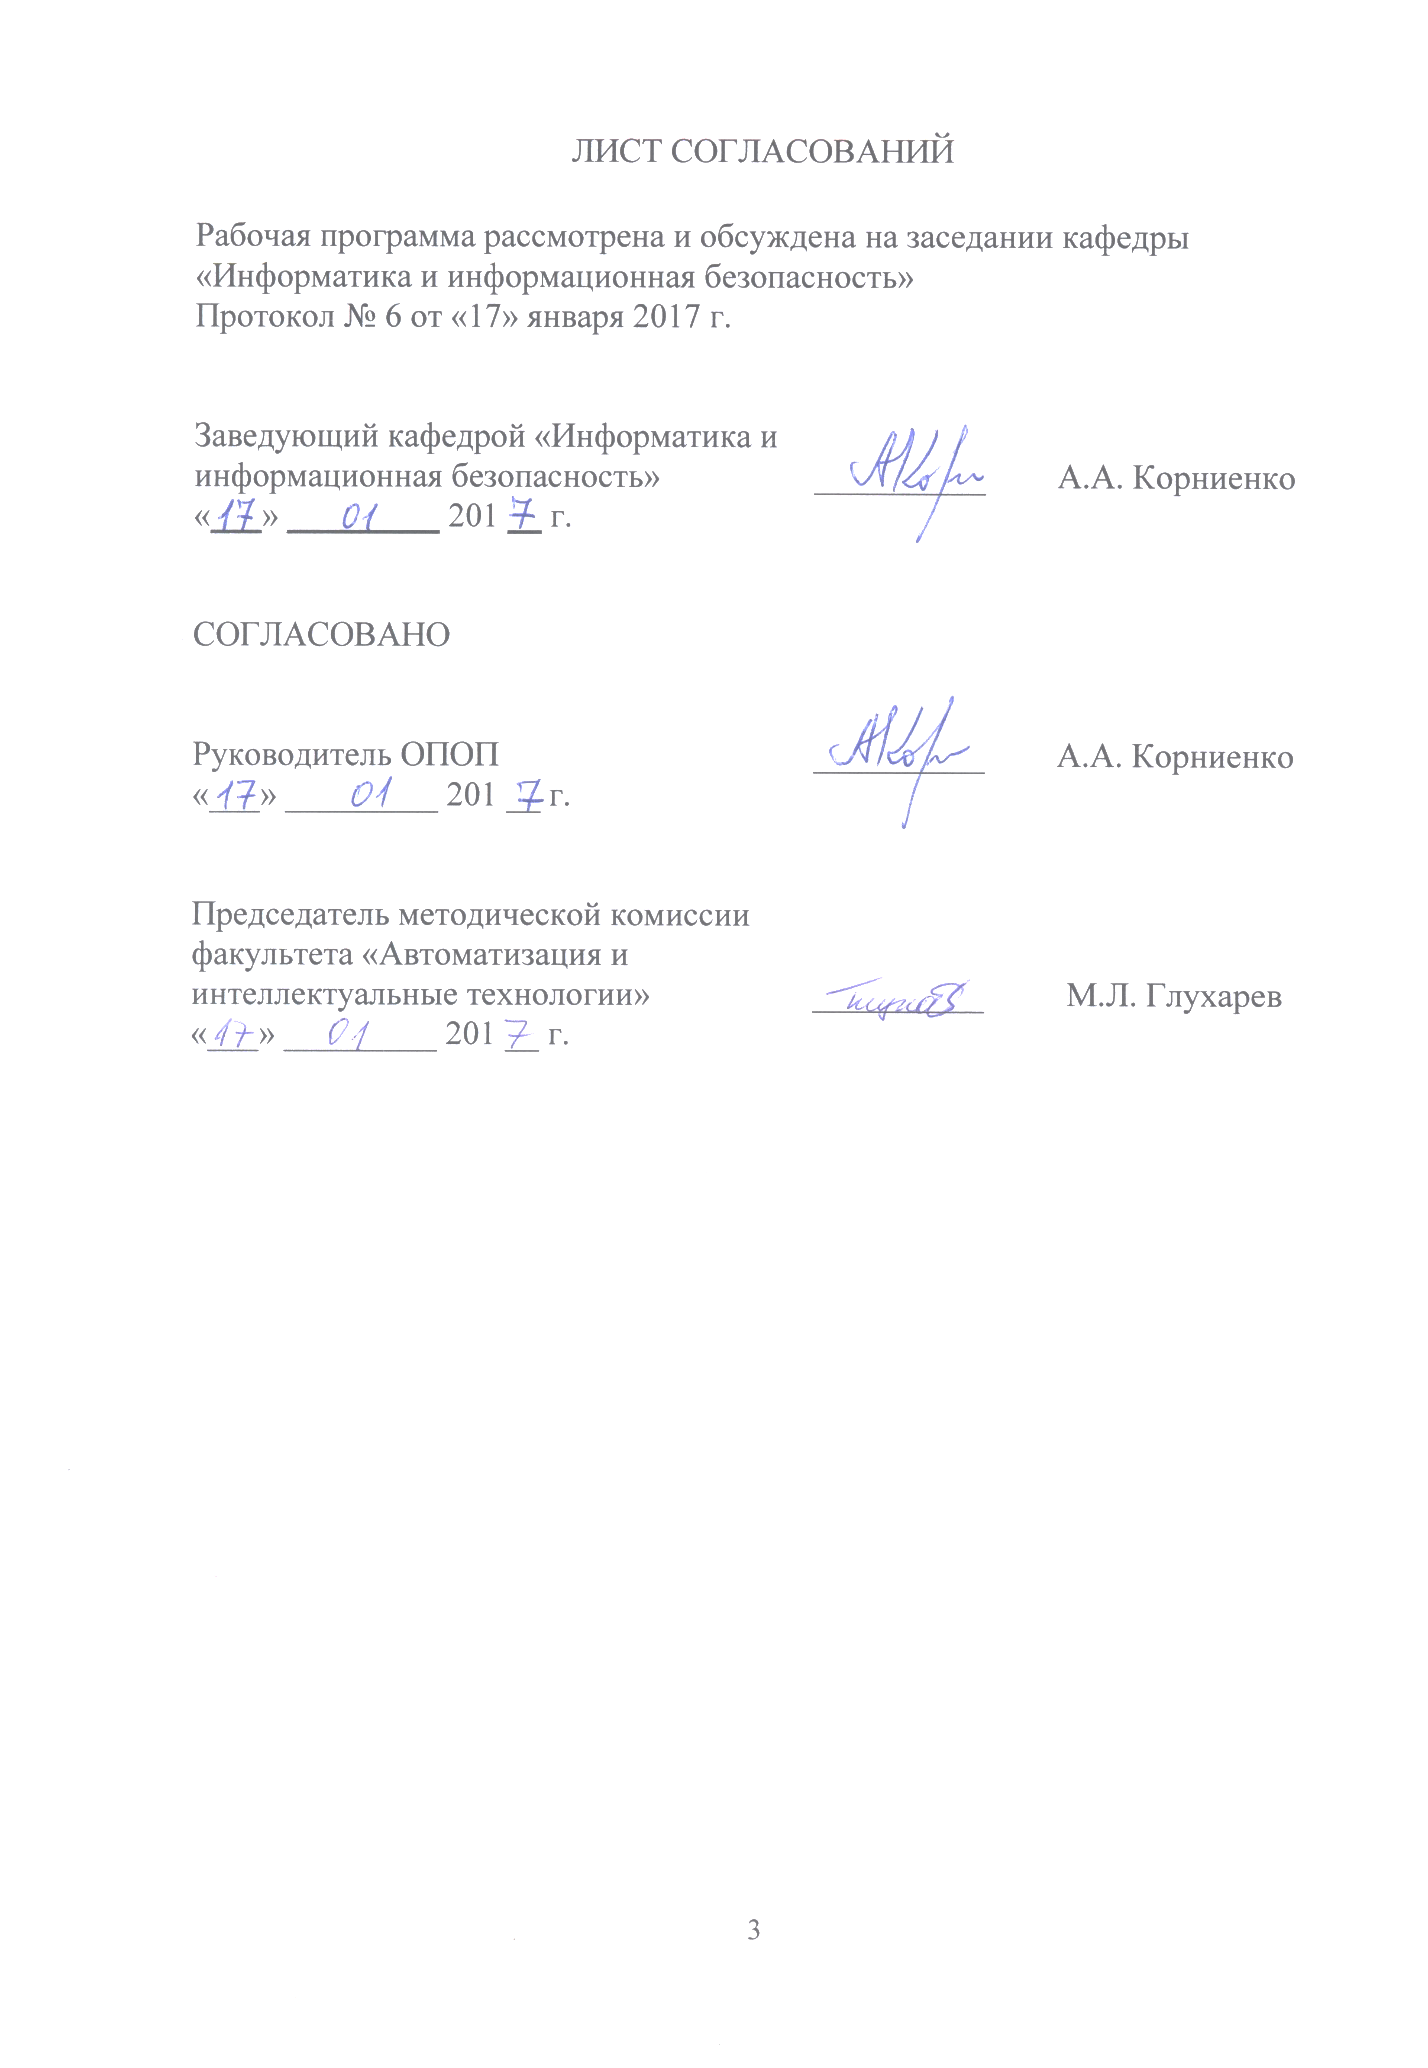 ЛИСТ СОГЛАСОВАНИЙ
Рабочая программа рассмотрена и обсуждена на заседании кафедры
«Информатика и информационная безопасность»
Протокол № 6 от «17» января 2017 г.
Заведующий кафедрой «Информатика и
информационная безопасность» А.А. Корниенко
«17» 01 2017 г.
СОГЛАСОВАНО
Руководитель ОПОП А.А. Корниенко
«17» 01 2017 г.
Председатель методической комиссии
факультета «Автоматизация и
интеллектуальные технологии» М.Л. Глухарев
«17» 01 2017 г.
3